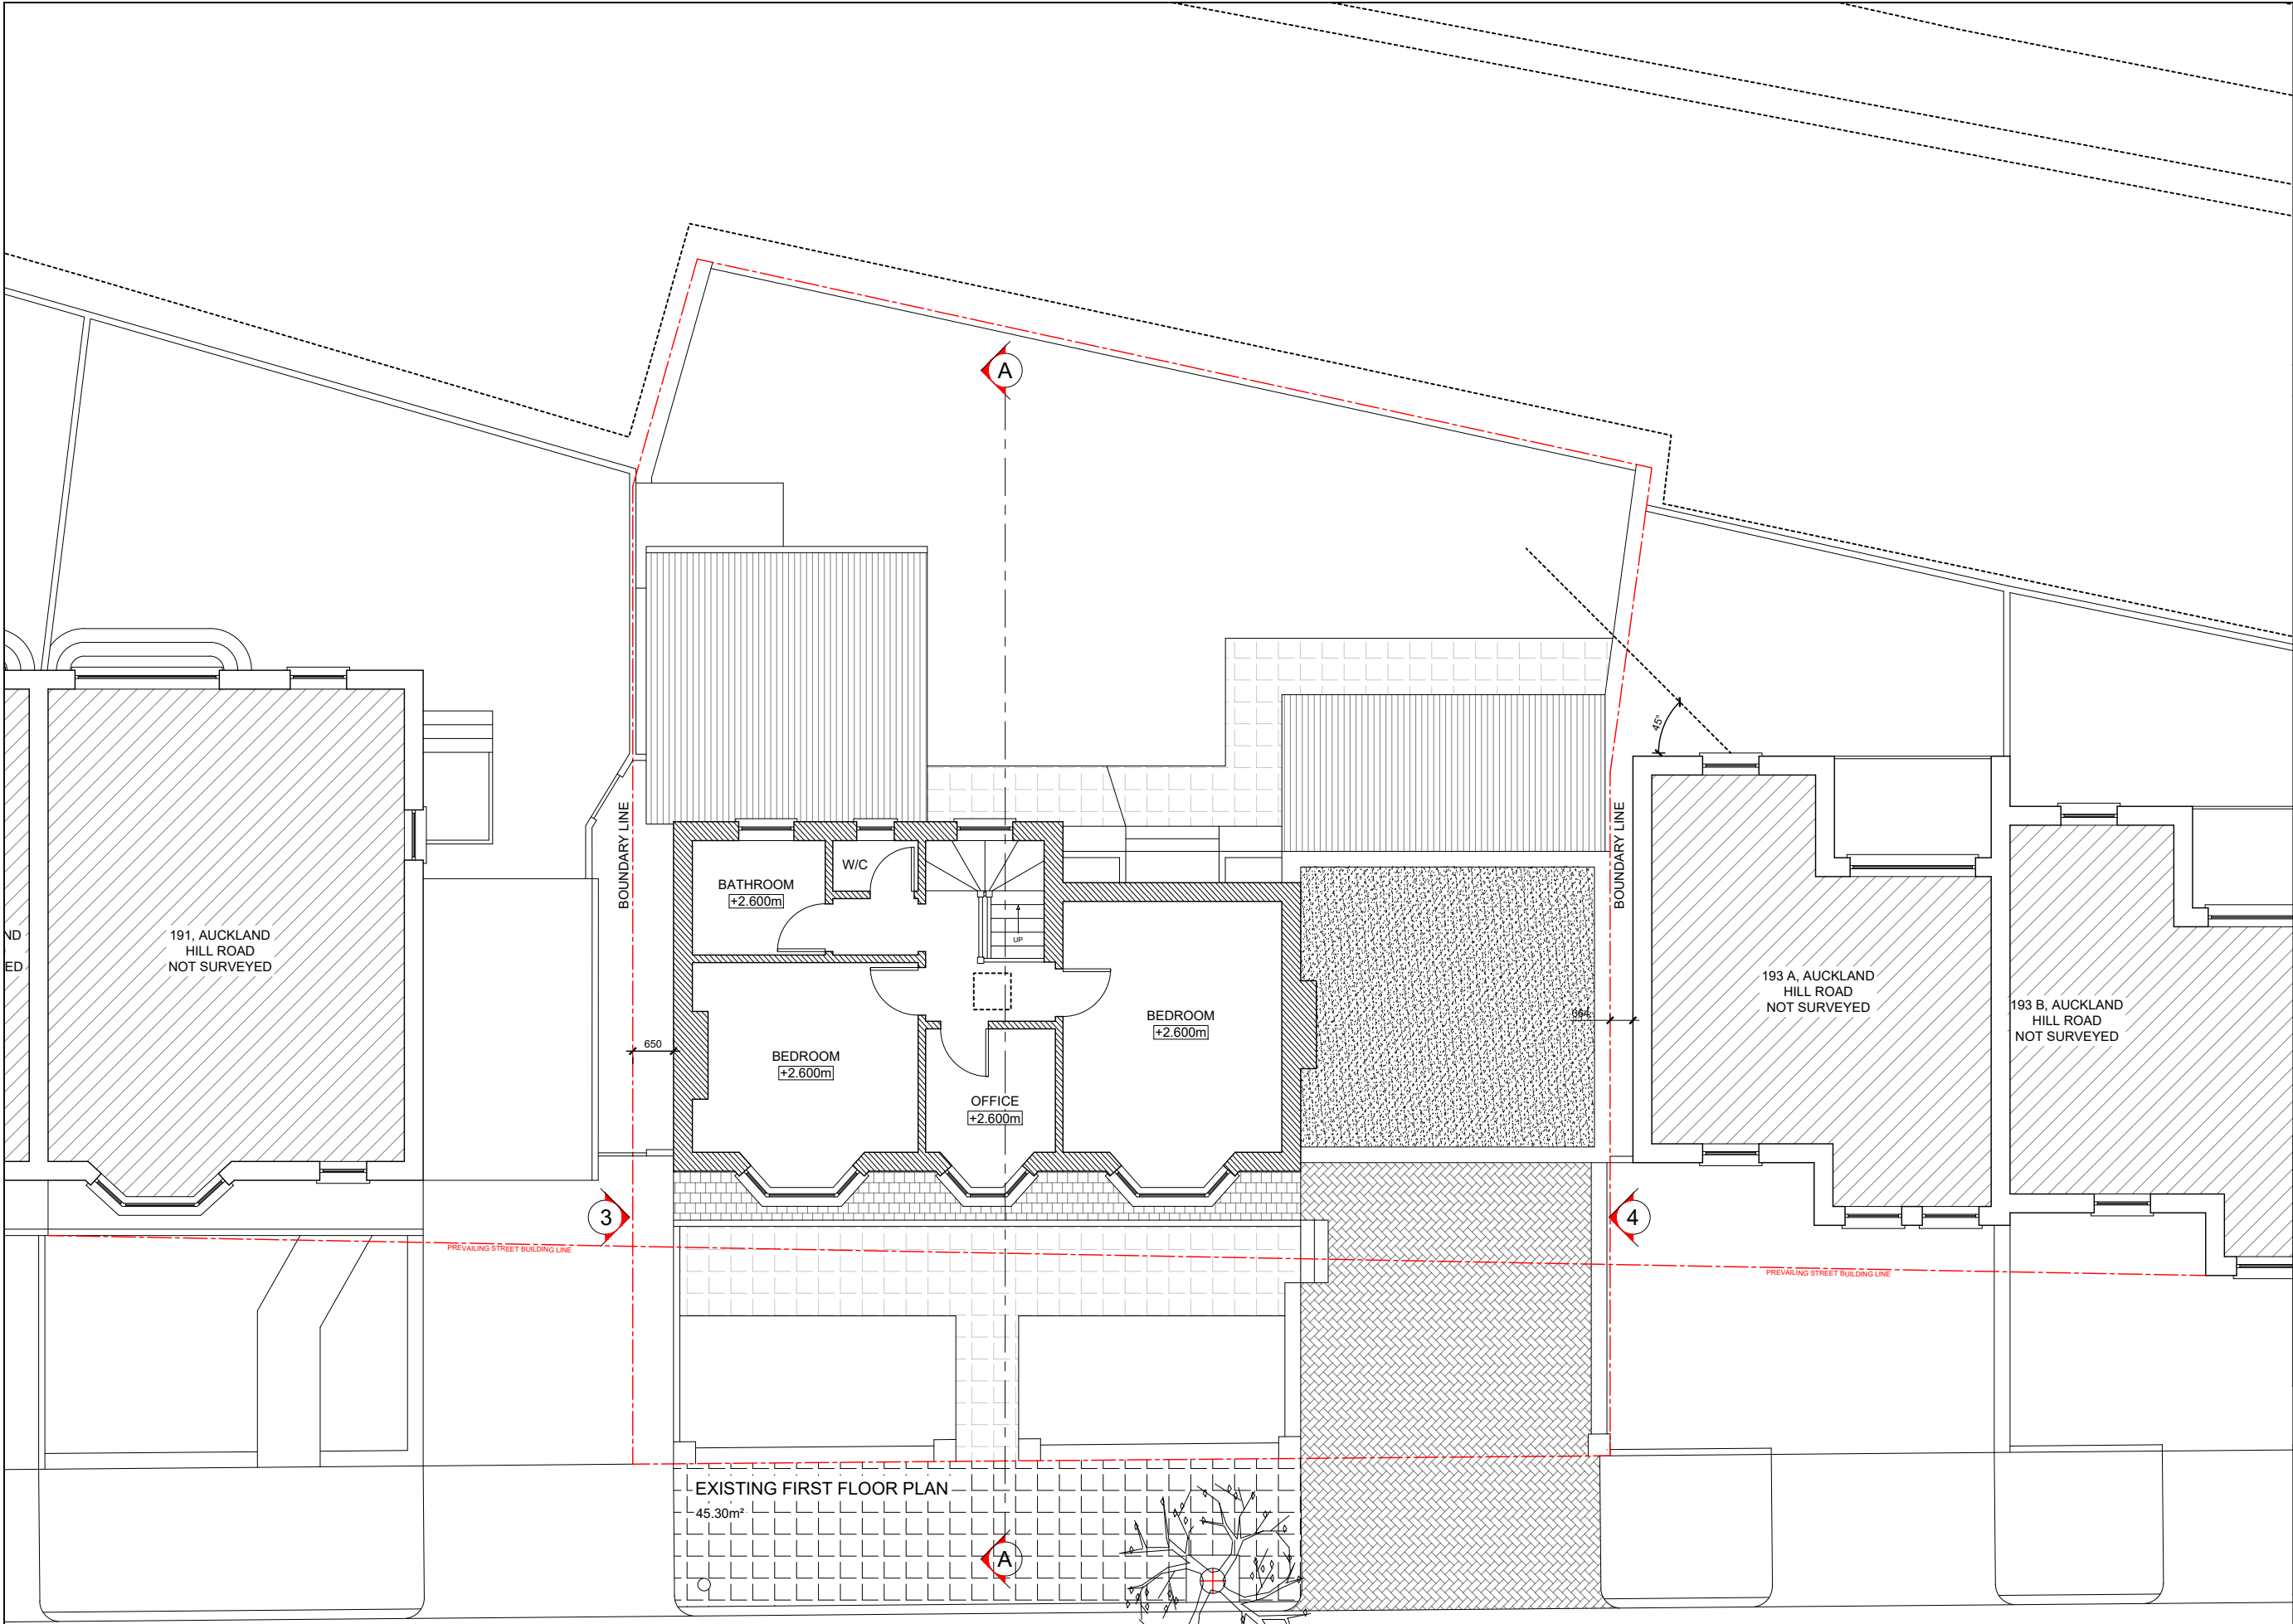 A
45°
BOUNDARY LINE
BOUNDARY LINE
W/C
BATHROOM
+2.600m
UP
191, AUCKLAND
HILL ROAD
NOT SURVEYED
ND
ED
193 A, AUCKLAND
HILL ROAD
NOT SURVEYED
193 B, AUCKLAND
HILL ROAD
NOT SURVEYED
BEDROOM
+2.600m
650
BEDROOM
+2.600m
OFFICE
+2.600m
3
4
PREVAILING STREET BUILDING LINE
PREVAILING STREET BUILDING LINE
EXISTING FIRST FLOOR PLAN
45.30m²
A